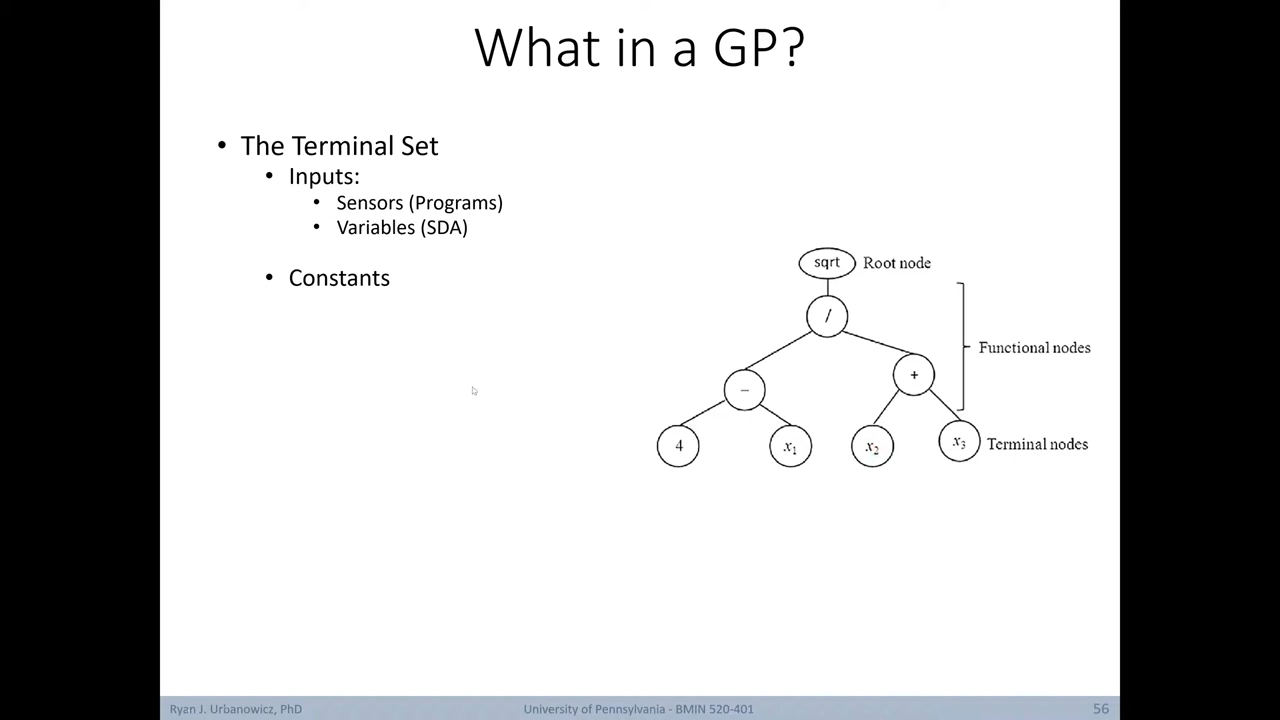 What in a GP?
• The Terminal Set
• Inputs:
• Sensors (Programs)
• Variables (SDA)
• Constants
sqrt
Root node
/
Functional nodes
–
+
4
x₁
x₂
x₃
Terminal nodes
Ryan J. Urbanowicz, PhD
University of Pennsylvania - BMIN 520-401
56